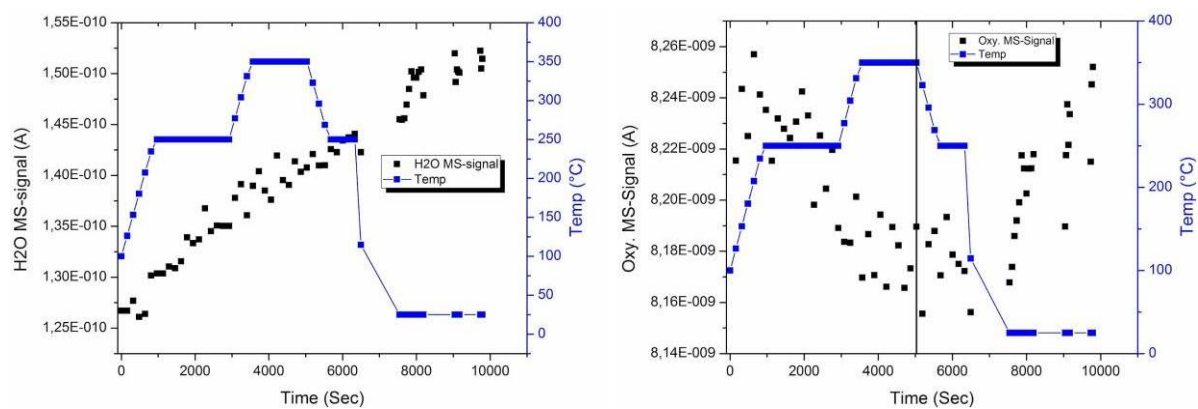 1,55E-010
1,50E-010
1,45E-010
1,40E-010
1,35E-010
1,30E-010
1,25E-010
H2O MS-signal (A)
H2O MS-signal
Temp
400
350
300
250
200
150
100
50
0
Temp (°C)
0 2000 4000 6000 8000 10000
Time (Sec)
8,26E-009
8,24E-009
8,22E-009
8,20E-009
8,18E-009
8,16E-009
8,14E-009
Oxy. MS-Signal (A)
Oxy. MS-Signal
Temp
400
300
200
100
0
Temp (°C)
0 2000 4000 6000 8000 10000
Time (Sec)